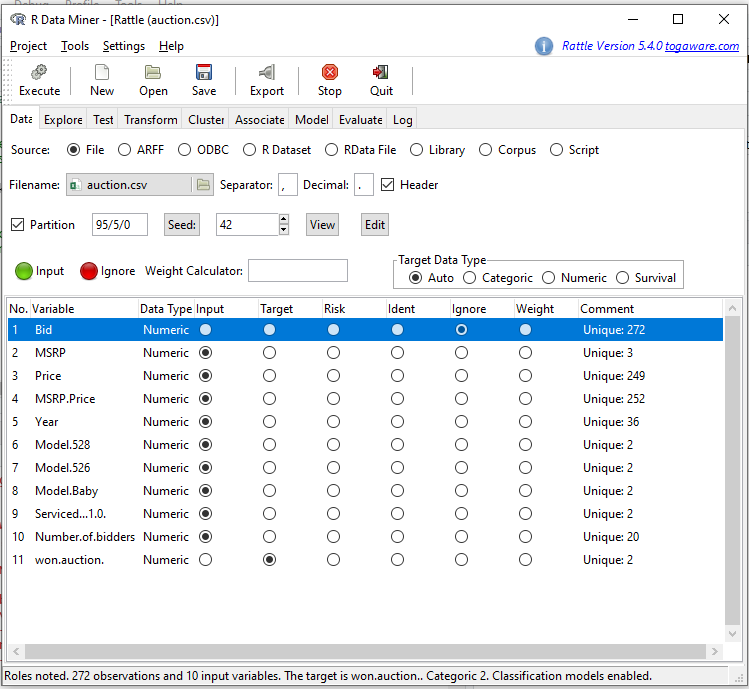 R Data Miner - [Rattle (auction.csv)]
Project Tools Settings Help
Rattle Version 5.4.0 togaware.com
Execute New Open Save Export Stop Quit
Data Explore Test Transform Cluster Associate Model Evaluate Log
Source: File ARFF ODBC R Dataset RData File Library Corpus Script
Filename: auction.csv Separator: , Decimal: . Header
Partition 95/5/0 Seed: 42 View Edit
Target Data Type
Input Ignore Weight Calculator: Auto Categoric Numeric Survival
No. Variable Data Type Input Target Risk Ident Ignore Weight Comment
1 Bid Numeric Unique: 272
2 MSRP Numeric Unique: 3
3 Price Numeric Unique: 249
4 MSRP.Price Numeric Unique: 252
5 Year Numeric Unique: 36
6 Model.528 Numeric Unique: 2
7 Model.526 Numeric Unique: 2
8 Model.Baby Numeric Unique: 2
9 Serviced...1.0. Numeric Unique: 2
10 Number.of.bidders Numeric Unique: 20
11 won.auction. Numeric Unique: 2
Roles noted. 272 observations and 10 input variables. The target is won.auction.. Categoric 2. Classification models enabled.